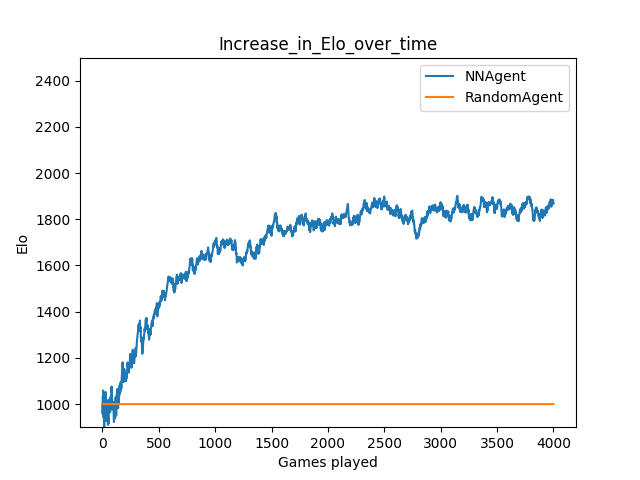 Increase_in_Elo_over_time
NNAgent
RandomAgent
2400
2200
2000
1800
1600
1400
1200
1000
Elo
0 500 1000 1500 2000 2500 3000 3500 4000
Games played